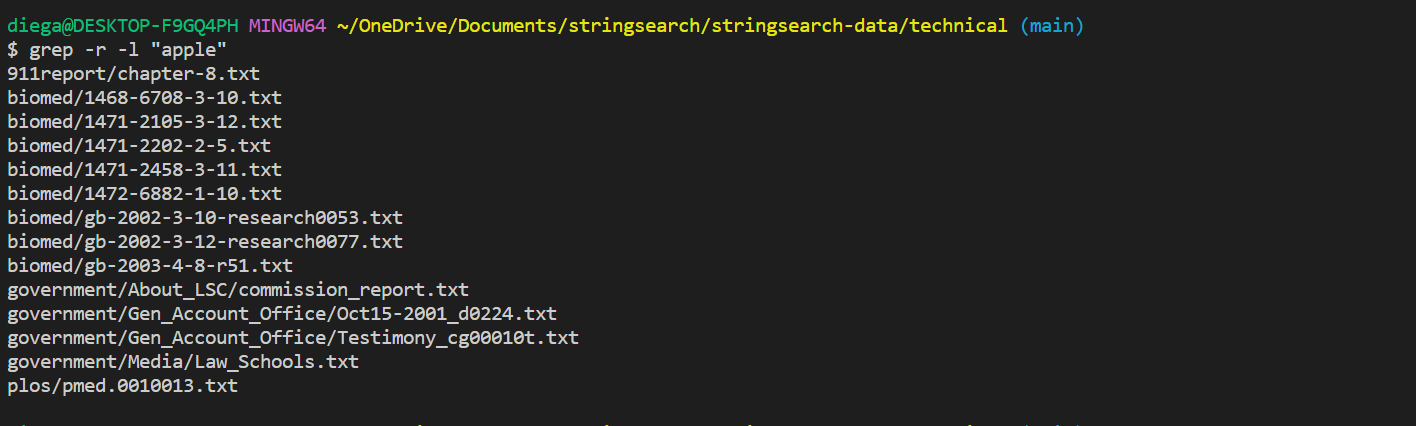 diega@DESKTOP-F9GQ4PH MINGW64 ~/OneDrive/Documents/stringsearch/stringsearch-data/technical (main)
$ grep -r -l "apple"
911report/chapter-8.txt
biomed/1468-6708-3-10.txt
biomed/1471-2105-3-12.txt
biomed/1471-2202-2-5.txt
biomed/1471-2458-3-11.txt
biomed/1472-6882-1-10.txt
biomed/gb-2002-3-10-research0053.txt
biomed/gb-2002-3-12-research0077.txt
biomed/gb-2003-4-8-r51.txt
government/About_LSC/commission_report.txt
government/Gen_Account_Office/Oct15-2001_d0224.txt
government/Gen_Account_Office/Testimony_cg00010t.txt
government/Media/Law_Schools.txt
plos/pmed.0010013.txt